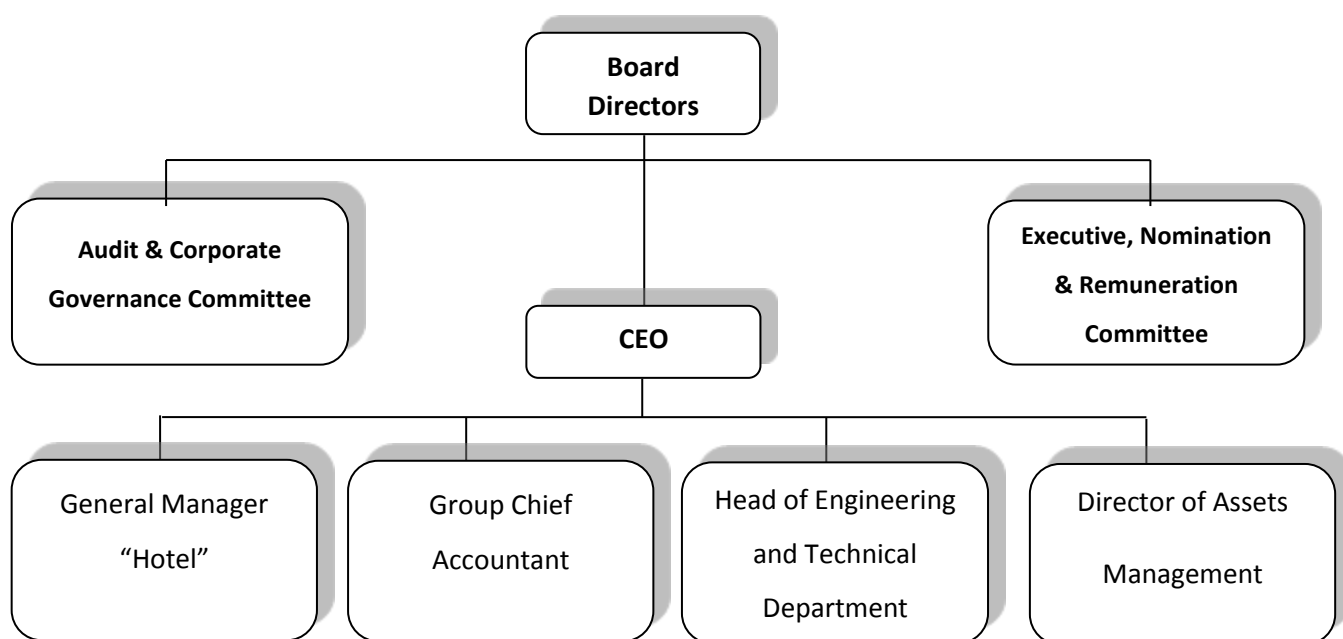 Board
Directors
Audit & Corporate
Governance Committee
Executive, Nomination
& Remuneration
Committee
CEO
General Manager
“Hotel”
Group Chief
Accountant
Head of Engineering
and Technical
Department
Director of Assets
Management